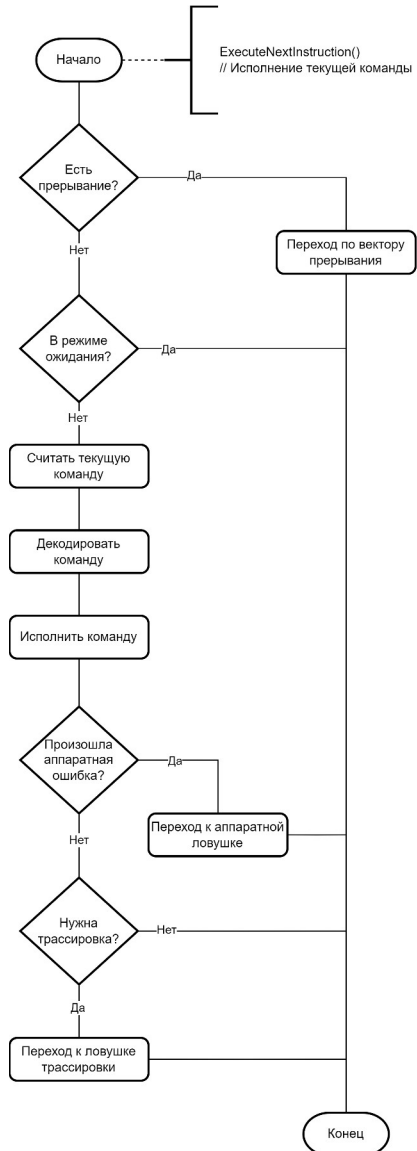 Начало
ExecuteNextInstruction()
// Исполнение текущей команды
Есть
прерывание?
Да
Переход по вектору
прерывания
Нет
В режиме
ожидания?
Да
Нет
Считать текущую
команду
Декодировать
команду
Исполнить команду
Произошла
аппаратная
ошибка?
Да
Переход к аппаратной
ловушке
Нет
Нужна
трассировка?
Нет
Да
Переход к ловушке
трассировки
Конец